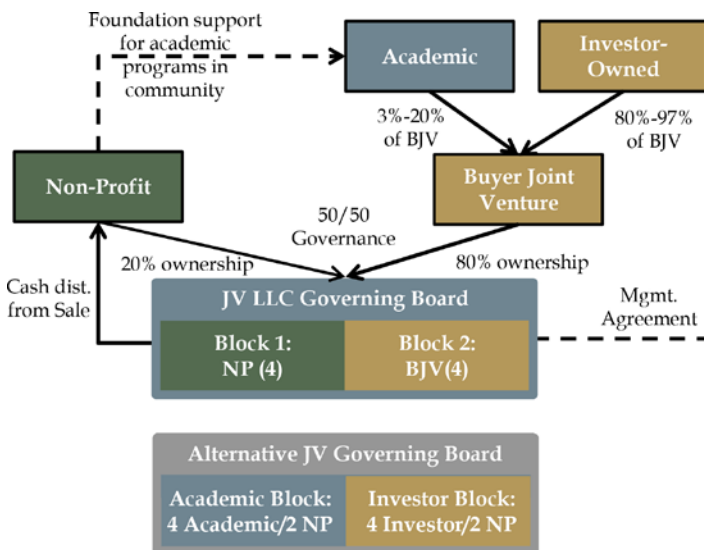 Foundation support
for academic
programs in
community
Academic
Investor-
Owned
3%-20%
of BJV
80%-97%
of BJV
Non-Profit
Buyer Joint
Venture
50/50
Governance
Cash dist.
from Sale
20% ownership
80% ownership
Mgmt.
Agreement
JV LLC Governing Board
Block 1:
NP (4)
Block 2:
BJV(4)
Alternative JV Governing Board
Academic Block:
4 Academic/2 NP
Investor Block:
4 Investor/2 NP